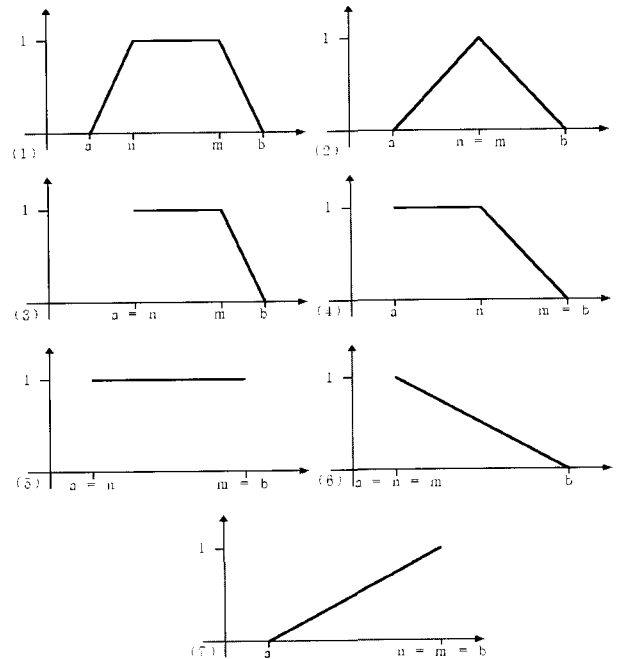 1 1
(1) a n m b (2) a n = m b
1 1
(3) a = n m b (4) a n m = b
1 1
(5) a = n m = b (6) a = n = m b
1
(7) a n = m = b